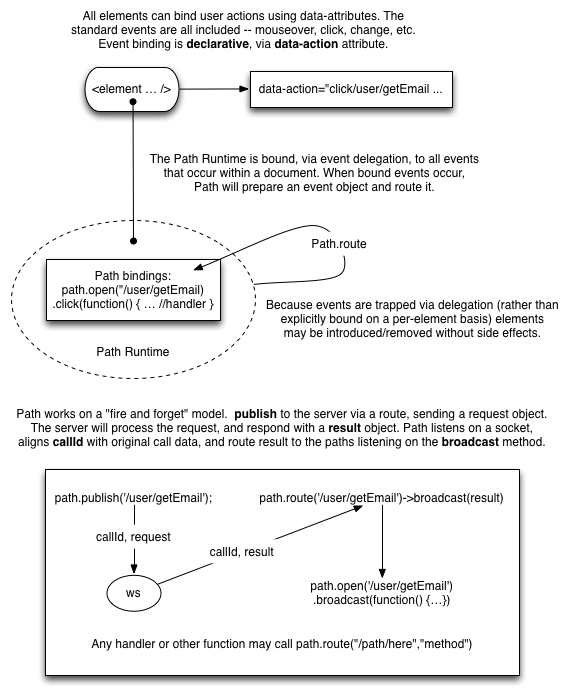 All elements can bind user actions using data-attributes. The
standard events are all included -- mouseover, click, change, etc.
Event binding is declarative, via data-action attribute.
<element … />
data-action="click/user/getEmail ...
The Path Runtime is bound, via event delegation, to all events
that occur within a document. When bound events occur,
Path will prepare an event object and route it.
Path.route
Path bindings:
path.open("/user/getEmail)
.click(function() { … //handler }
Path Runtime
Because events are trapped via delegation (rather than
explicitly bound on a per-element basis) elements
may be introduced/removed without side effects.
Path works on a "fire and forget" model.  publish to the server via a route, sending a request object.
The server will process the request, and respond with a result object. Path listens on a socket,
aligns callId with original call data, and route result to the paths listening on the broadcast method.
path.publish('/user/getEmail');
path.route('/user/getEmail')->broadcast(result)
callId, request
callId, result
ws
path.open('/user/getEmail')
.broadcast(function() {…})
Any handler or other function may call path.route("/path/here","method")